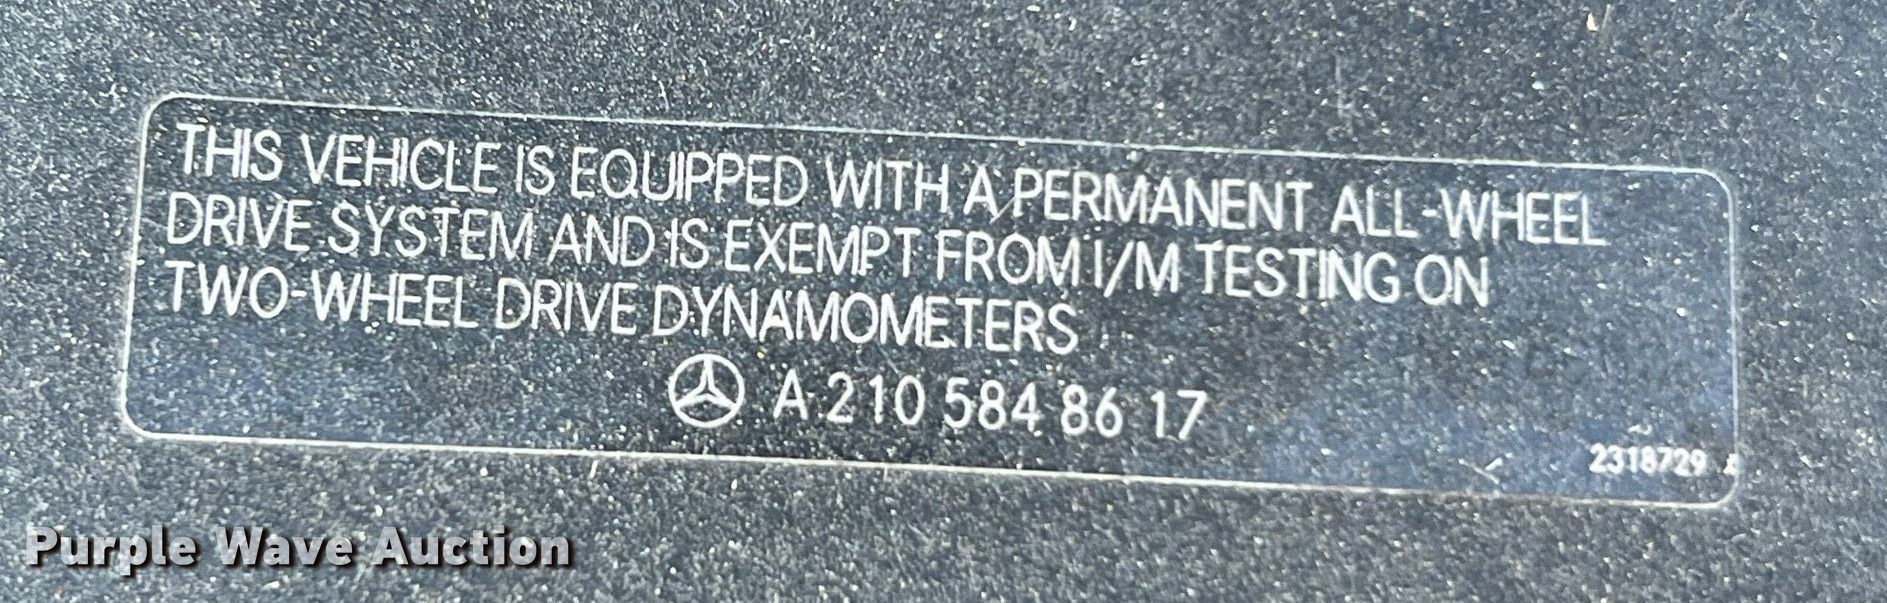 THIS VEHICLE IS EQUIPPED WITH A PERMANENT ALL-WHEEL
DRIVE SYSTEM AND IS EXEMPT FROM I/M TESTING ON
TWO-WHEEL DRIVE DYNAMOMETERS
A 210 584 86 17
2318729
Purple Wave Auction